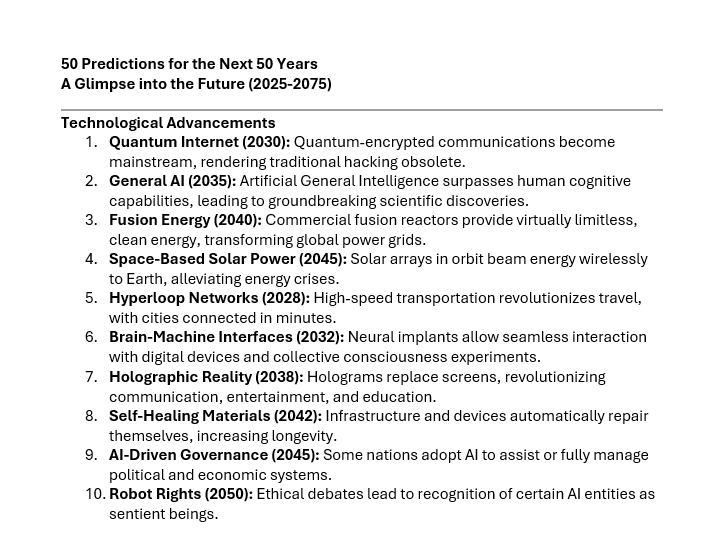 50 Predictions for the Next 50 Years
A Glimpse into the Future (2025-2075)
Technological Advancements
1. Quantum Internet (2030): Quantum-encrypted communications become
mainstream, rendering traditional hacking obsolete.
2. General AI (2035): Artificial General Intelligence surpasses human cognitive
capabilities, leading to groundbreaking scientific discoveries.
3. Fusion Energy (2040): Commercial fusion reactors provide virtually limitless,
clean energy, transforming global power grids.
4. Space-Based Solar Power (2045): Solar arrays in orbit beam energy wirelessly
to Earth, alleviating energy crises.
5. Hyperloop Networks (2028): High-speed transportation revolutionizes travel,
with cities connected in minutes.
6. Brain-Machine Interfaces (2032): Neural implants allow seamless interaction
with digital devices and collective consciousness experiments.
7. Holographic Reality (2038): Holograms replace screens, revolutionizing
communication, entertainment, and education.
8. Self-Healing Materials (2042): Infrastructure and devices automatically repair
themselves, increasing longevity.
9. AI-Driven Governance (2045): Some nations adopt AI to assist or fully manage
political and economic systems.
10. Robot Rights (2050): Ethical debates lead to recognition of certain AI entities as
sentient beings.